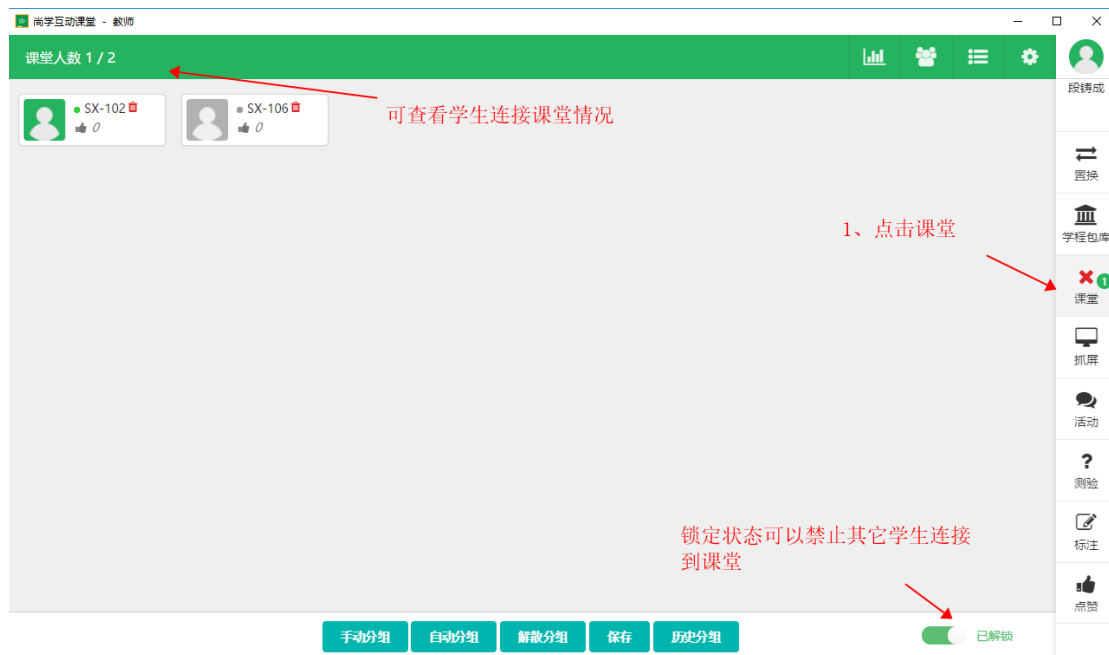 尚学互动课堂 - 教师
课堂人数 1 / 2
段铸成
SX-102
0
SX-106
0
可查看学生连接课堂情况
置换
学程包库
1、点击课堂
1
课堂
抓屏
活动
?
测验
标注
点赞
锁定状态可以禁止其它学生连接
到课堂
手动分组 自动分组 解散分组 保存 历史分组
已解锁